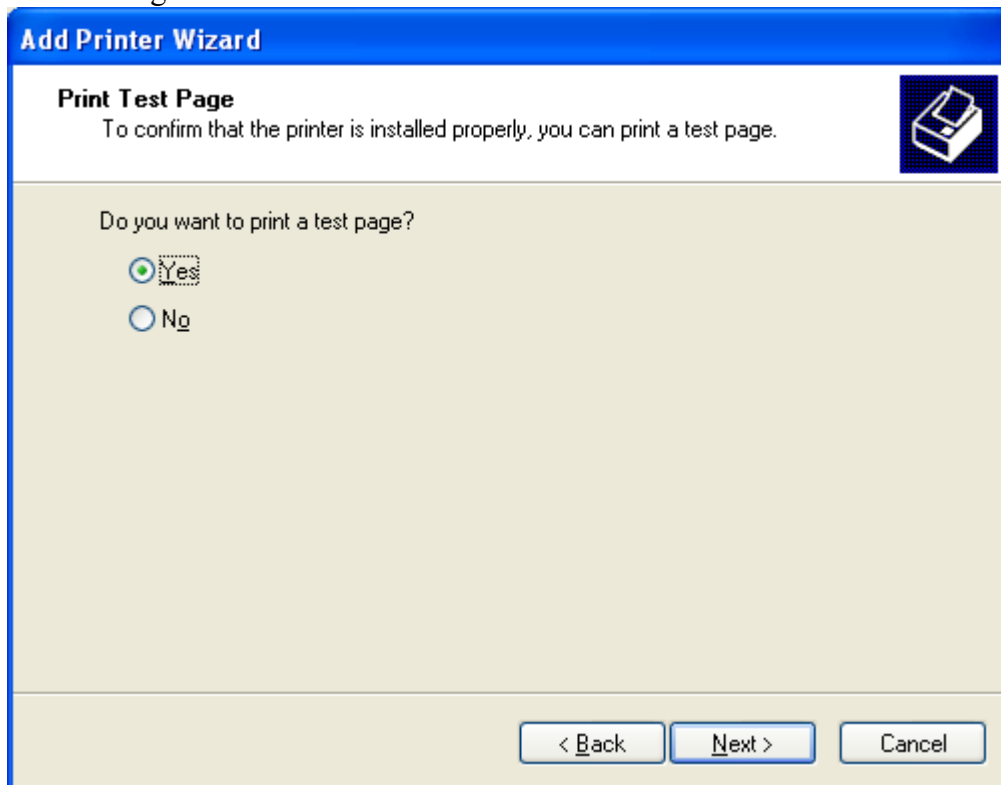 Add Printer Wizard
Print Test Page
To confirm that the printer is installed properly, you can print a test page.
Do you want to print a test page?
Yes
No
< Back Next > Cancel